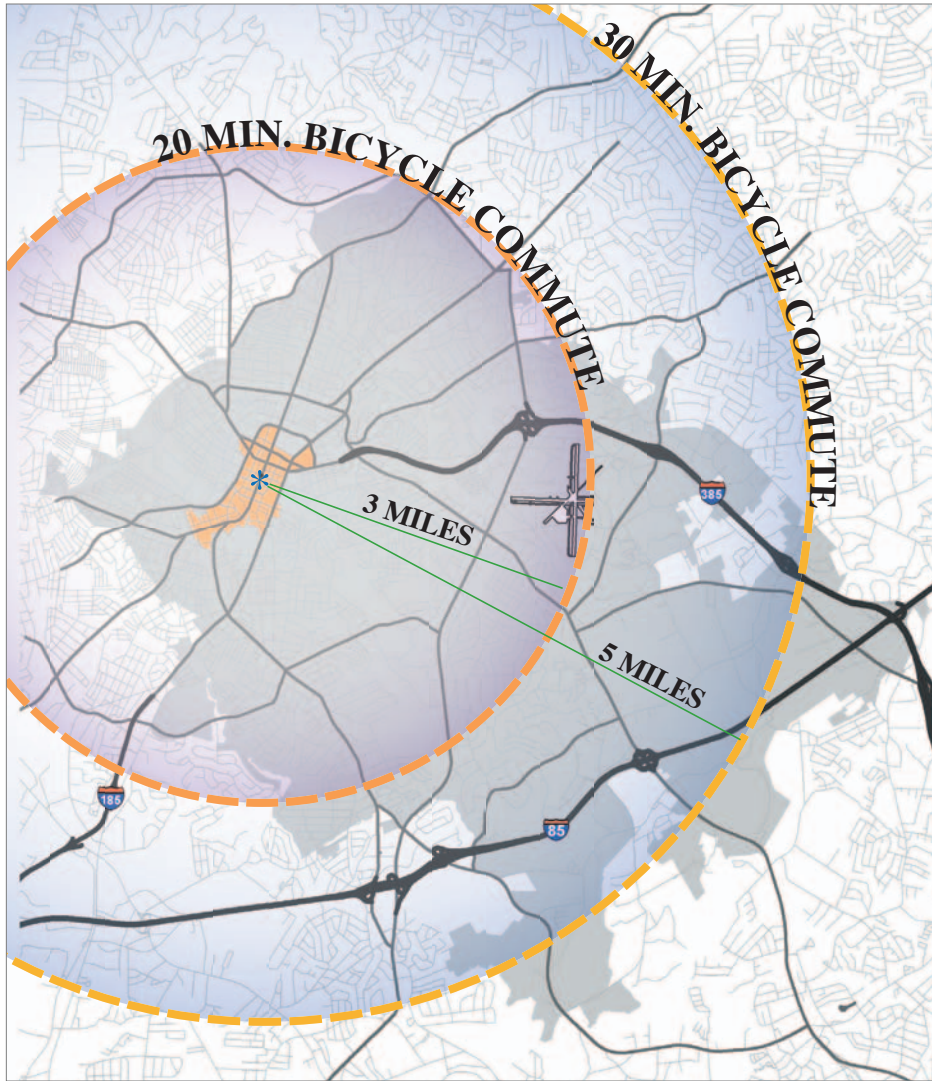 30 MIN. BICYCLE COMMUTE
20 MIN. BICYCLE COMMUTE
385
3 MILES
5 MILES
185
85